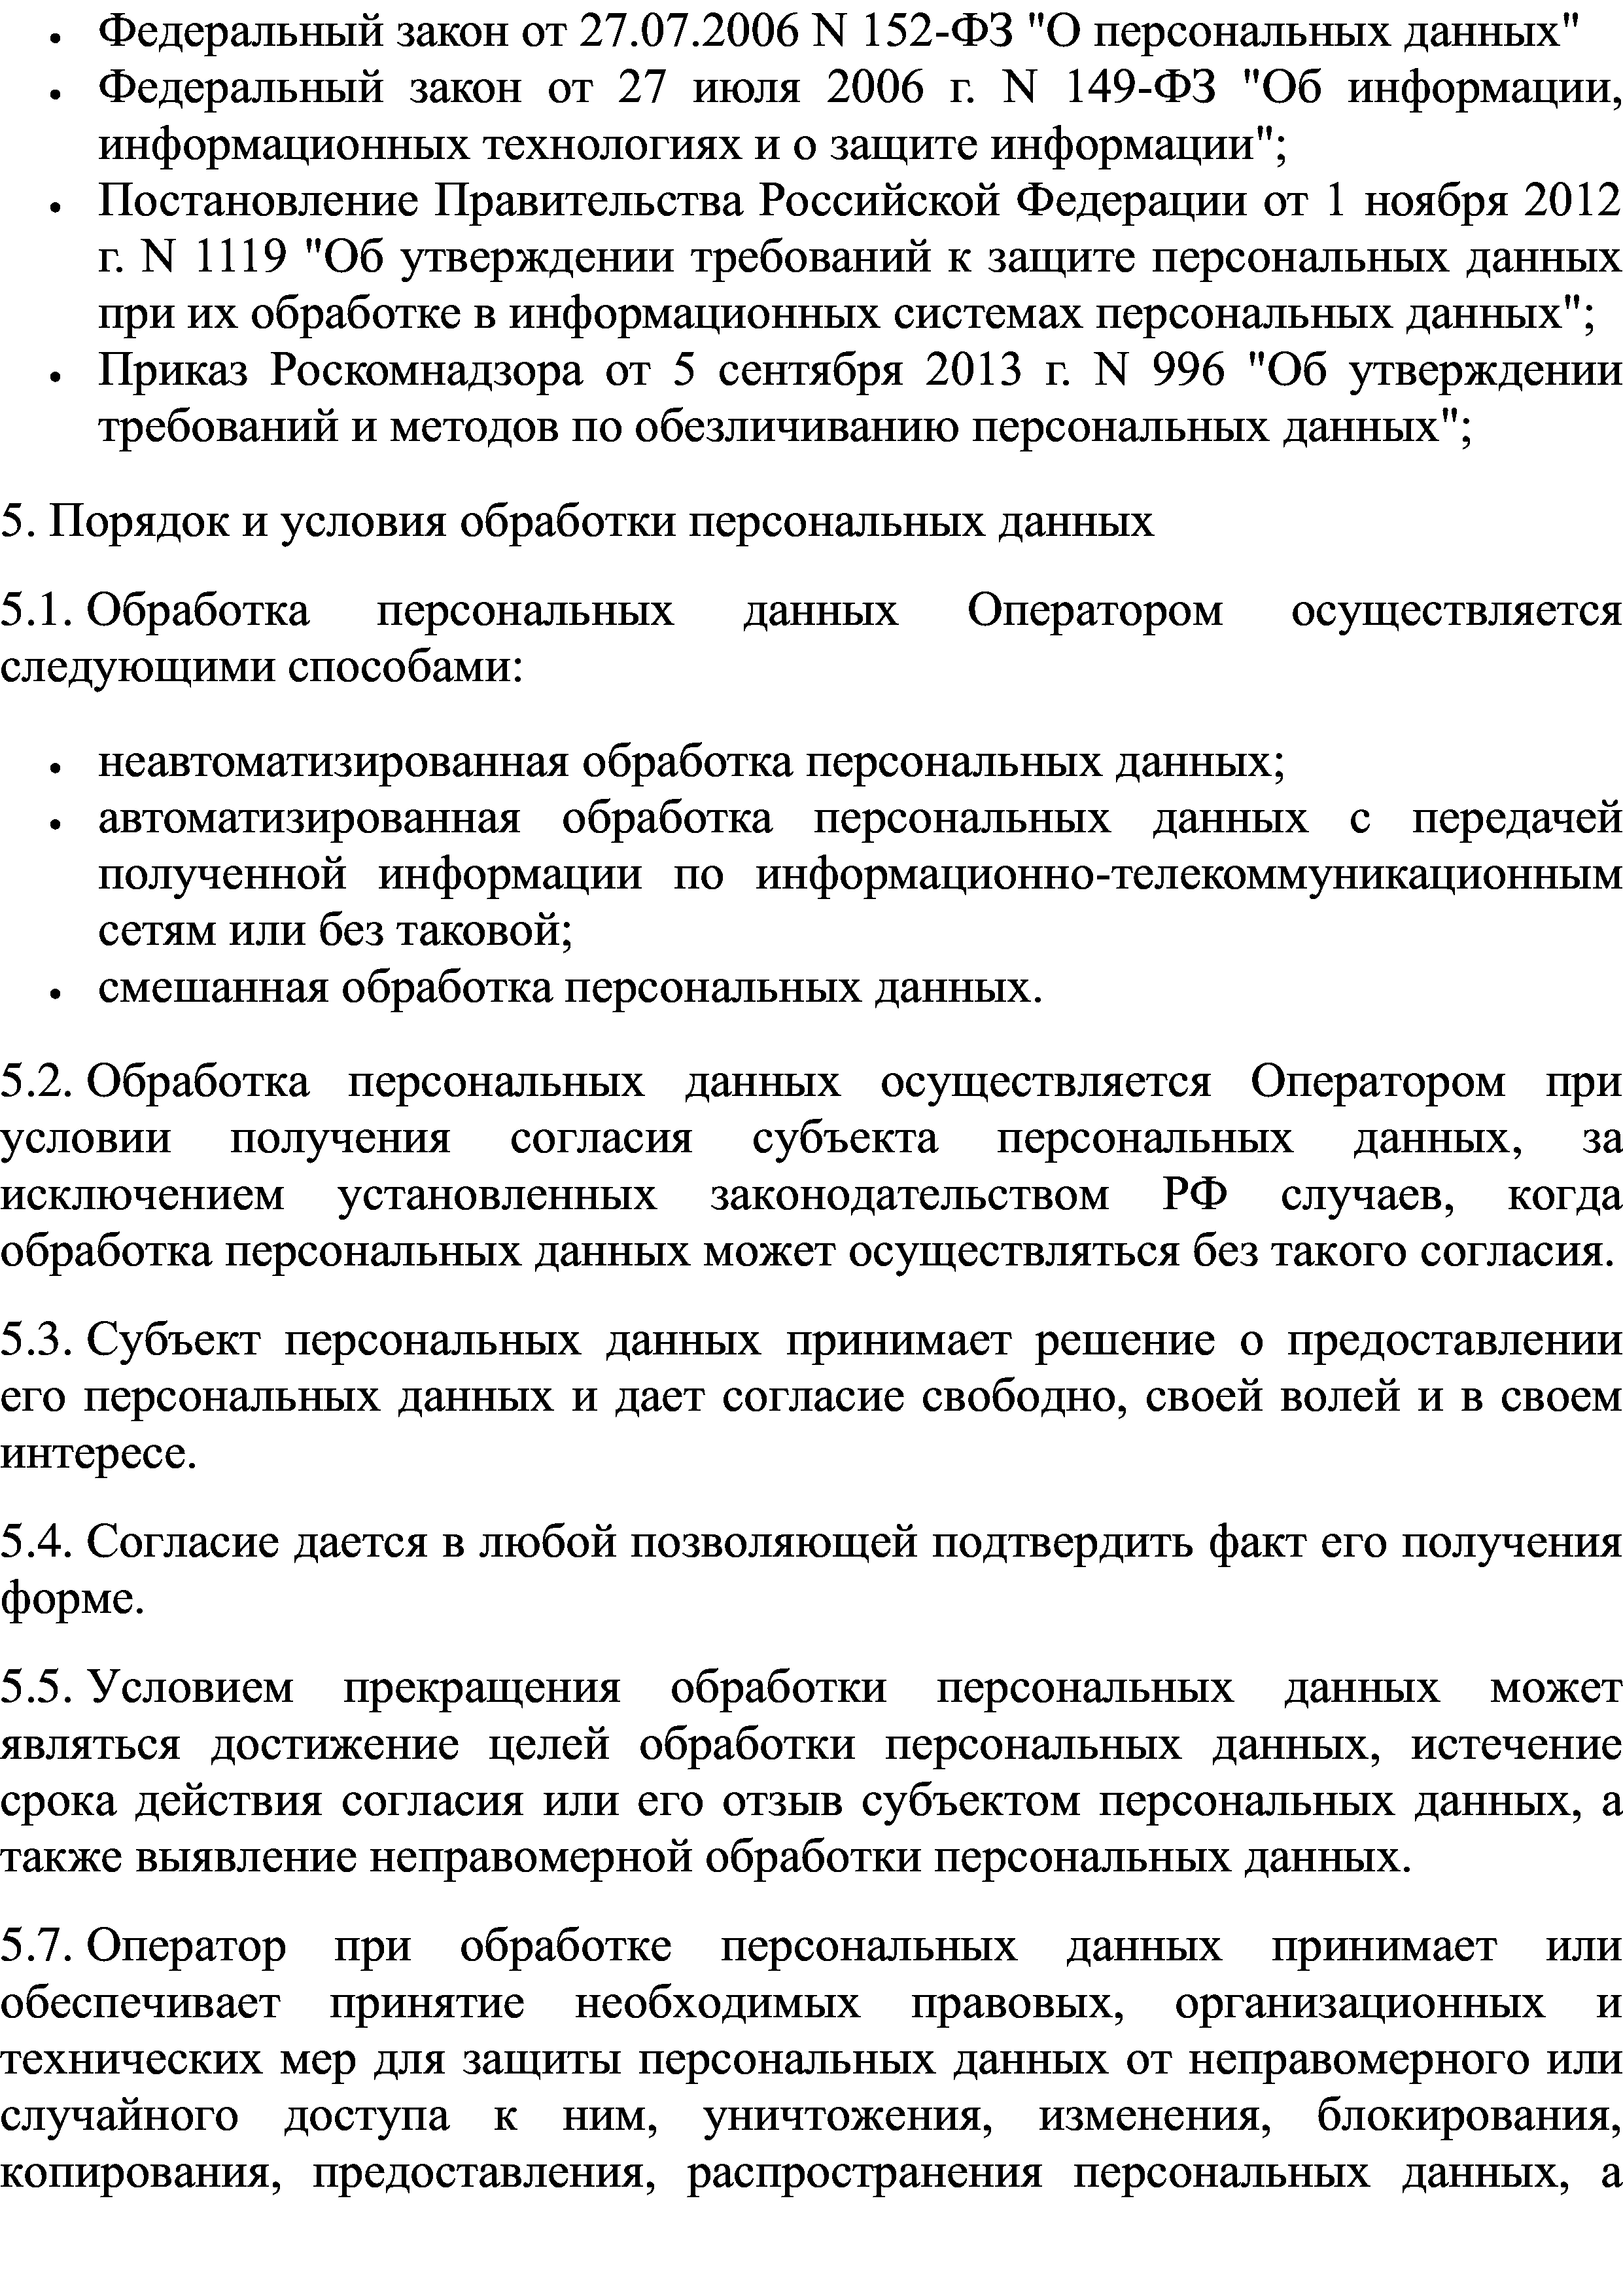 • Федеральный закон от 27.07.2006 N 152-ФЗ "О персональных данных"
• Федеральный закон от 27 июля 2006 г. N 149-ФЗ "Об информации,
информационных технологиях и о защите информации";
• Постановление Правительства Российской Федерации от 1 ноября 2012
г. N 1119 "Об утверждении требований к защите персональных данных
при их обработке в информационных системах персональных данных";
• Приказ Роскомнадзора от 5 сентября 2013 г. N 996 "Об утверждении
требований и методов по обезличиванию персональных данных";
5. Порядок и условия обработки персональных данных
5.1. Обработка персональных данных Оператором осуществляется
следующими способами:
• неавтоматизированная обработка персональных данных;
• автоматизированная обработка персональных данных с передачей
полученной информации по информационно-телекоммуникационным
сетям или без таковой;
• смешанная обработка персональных данных.
5.2. Обработка персональных данных осуществляется Оператором при
условии получения согласия субъекта персональных данных, за
исключением установленных законодательством РФ случаев, когда
обработка персональных данных может осуществляться без такого согласия.
5.3. Субъект персональных данных принимает решение о предоставлении
его персональных данных и дает согласие свободно, своей волей и в своем
интересе.
5.4. Согласие дается в любой позволяющей подтвердить факт его получения
форме.
5.5. Условием прекращения обработки персональных данных может
являться достижение целей обработки персональных данных, истечение
срока действия согласия или его отзыв субъектом персональных данных, а
также выявление неправомерной обработки персональных данных.
5.7. Оператор при обработке персональных данных принимает или
обеспечивает принятие необходимых правовых, организационных и
технических мер для защиты персональных данных от неправомерного или
случайного доступа к ним, уничтожения, изменения, блокирования,
копирования, предоставления, распространения персональных данных, а